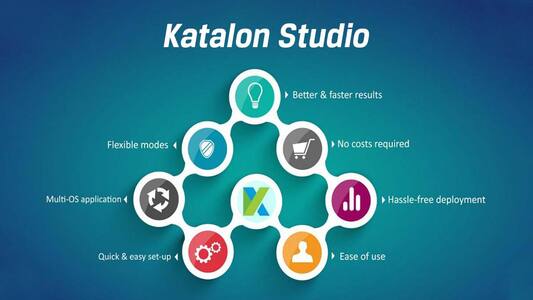 Katalon Studio
Better & faster results
Flexible modes
No costs required
Multi-OS application
Hassle-free deployment
Quick & easy set-up
Ease of use